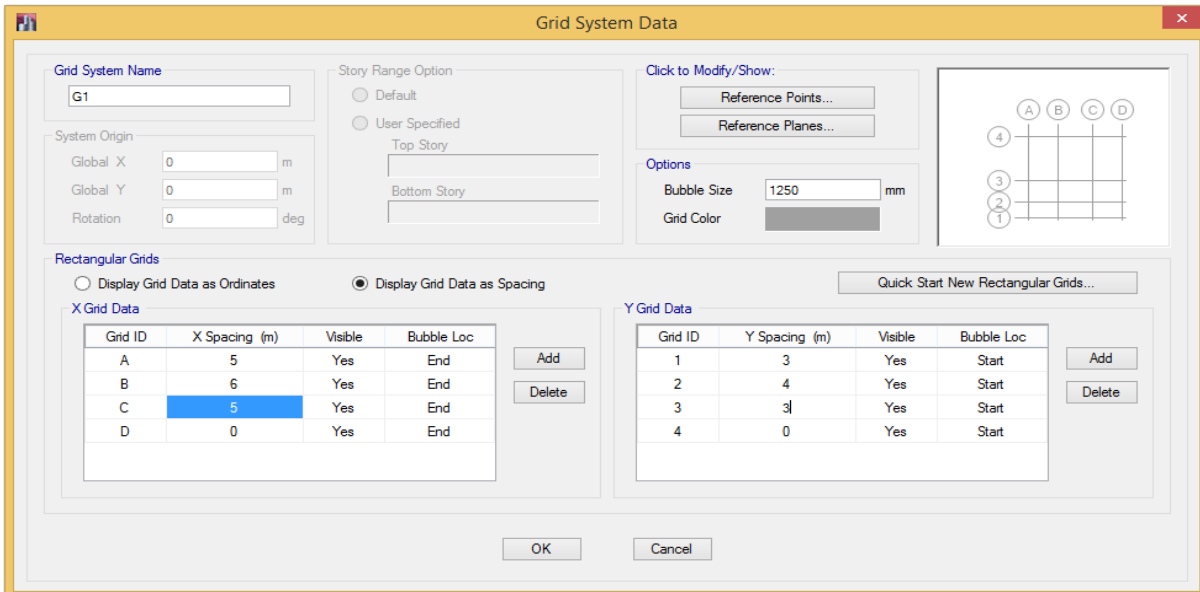 Grid System Data
Grid System Name
G1
System Origin
Global X 0 m
Global Y 0 m
Rotation 0 deg
Story Range Option
Default
User Specified
Top Story
Bottom Story
Click to Modify/Show:
Reference Points...
Reference Planes...
Options
Bubble Size 1250 mm
Grid Color
A B C D
4
3
2
1
Rectangular Grids
Display Grid Data as Ordinates Display Grid Data as Spacing Quick Start New Rectangular Grids...
X Grid Data
Grid ID X Spacing (m) Visible Bubble Loc
A 5 Yes End
B 6 Yes End
C 5 Yes End
D 0 Yes End
Add
Delete
Y Grid Data
Grid ID Y Spacing (m) Visible Bubble Loc
1 3 Yes Start
2 4 Yes Start
3 3 Yes Start
4 0 Yes Start
Add
Delete
OK Cancel